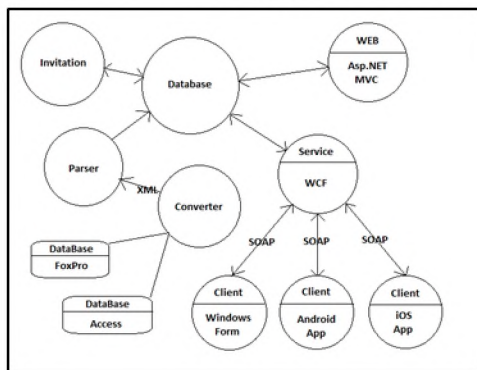 Invitation
Database
WEB
Asp.NET
MVC
Parser
XML
Converter
Service
WCF
DataBase
FoxPro
DataBase
Access
SOAP
SOAP
SOAP
Client
Windows
Form
Client
Android
App
Client
iOS
App